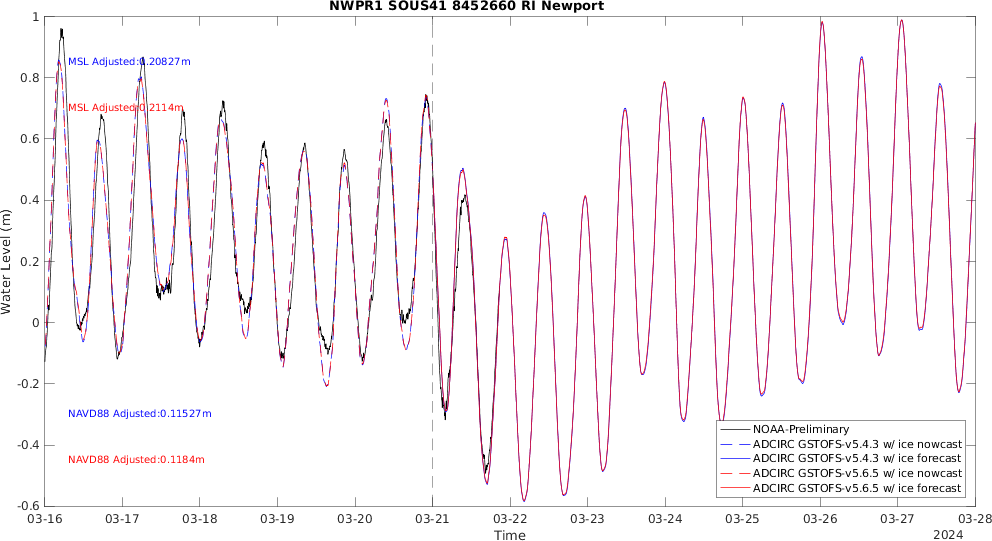 NWPR1 SOUS41 8452660 RI Newport
1
0.8
0.6
0.4
0.2
0
-0.2
-0.4
-0.6
Water Level (m)
MSL Adjusted:0.20827m
MSL Adjusted:0.2114m
NAVD88 Adjusted:0.11527m
NAVD88 Adjusted:0.1184m
NOAA-Preliminary
ADCIRC GSTOFS-v5.4.3 w/ ice nowcast
ADCIRC GSTOFS-v5.4.3 w/ ice forecast
ADCIRC GSTOFS-v5.6.5 w/ ice nowcast
ADCIRC GSTOFS-v5.6.5 w/ ice forecast
03-16 03-17 03-18 03-19 03-20 03-21 03-22 03-23 03-24 03-25 03-26 03-27 03-28
Time
2024